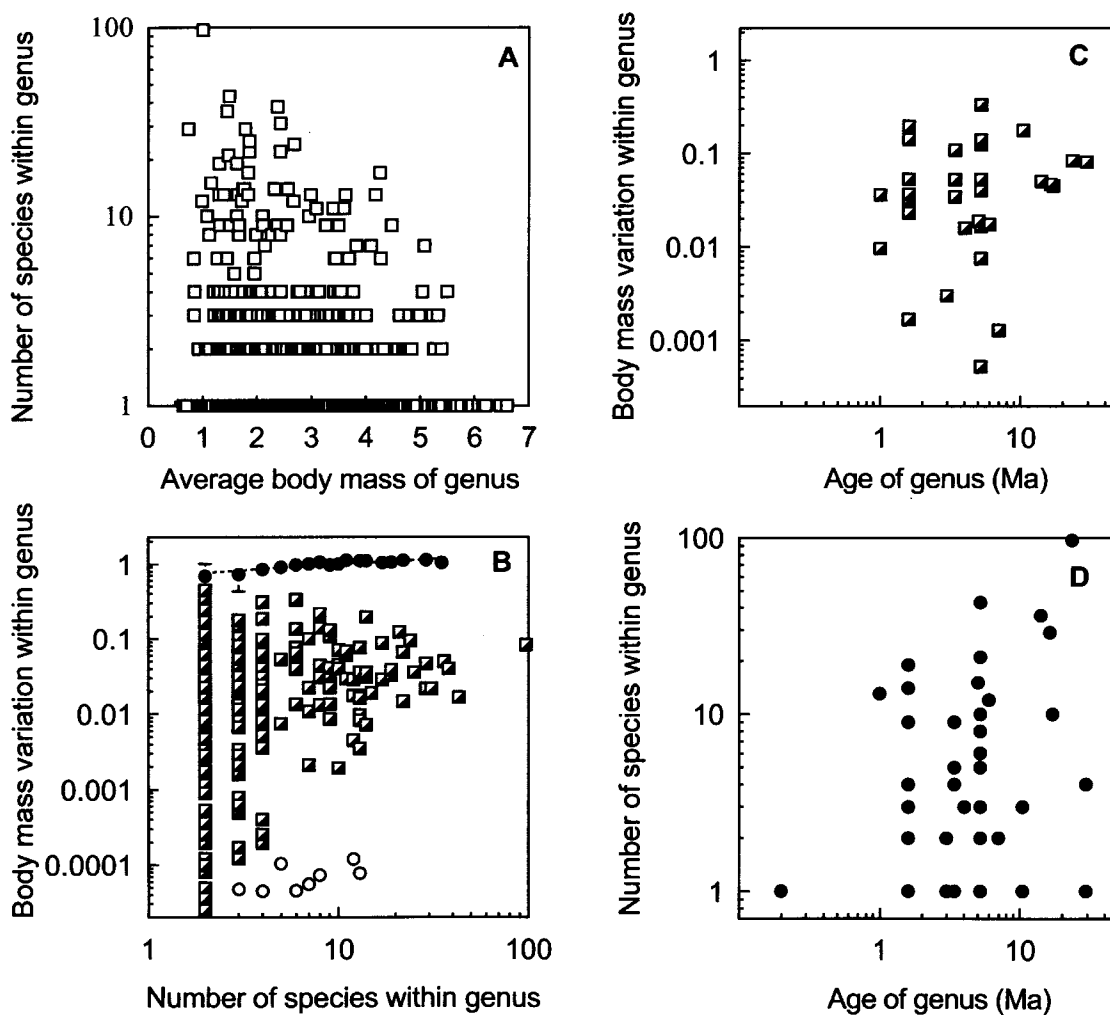 A
Number of species within genus
100
10
1
0 1 2 3 4 5 6 7
Average body mass of genus
C
Body mass variation within genus
1
0.1
0.01
0.001
1 10
Age of genus (Ma)
B
Body mass variation within genus
1
0.1
0.01
0.001
0.0001
1 10 100
Number of species within genus
D
Number of species within genus
100
10
1
1 10
Age of genus (Ma)